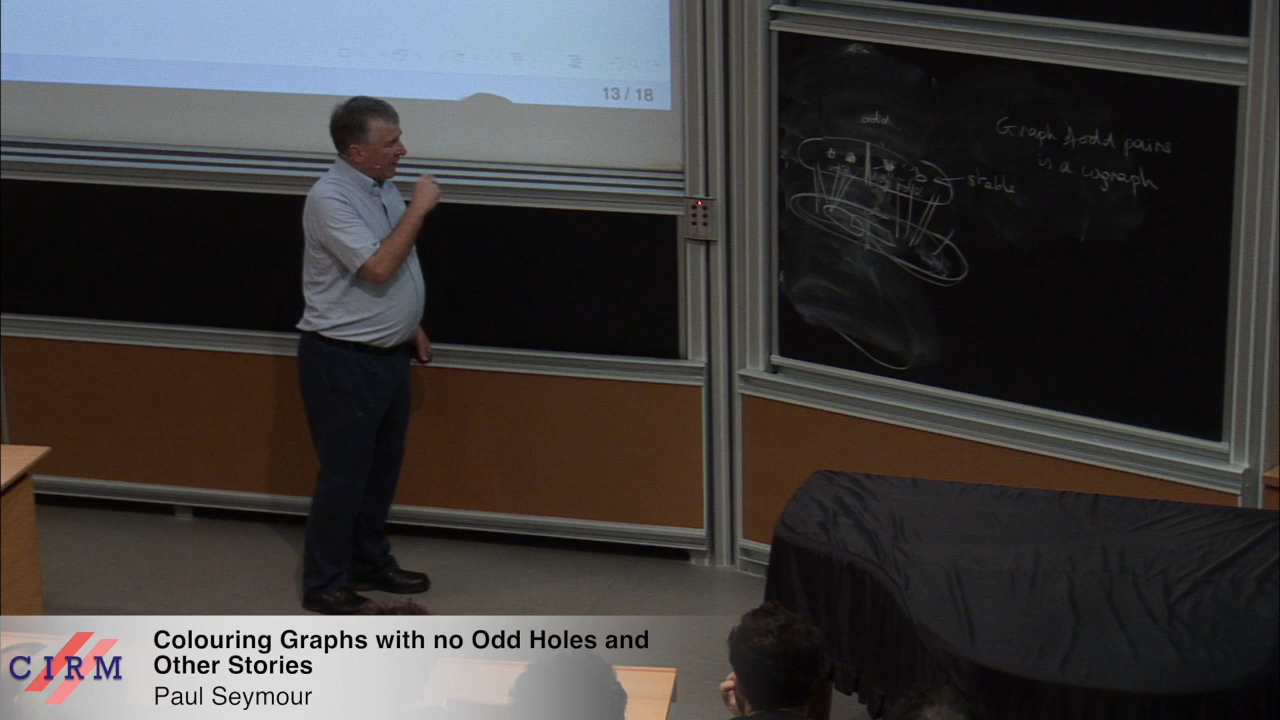 13 / 18
odd
Graph of odd pairs
is a cograph
stable
CIRM
Colouring Graphs with no Odd Holes and
Other Stories
Paul Seymour